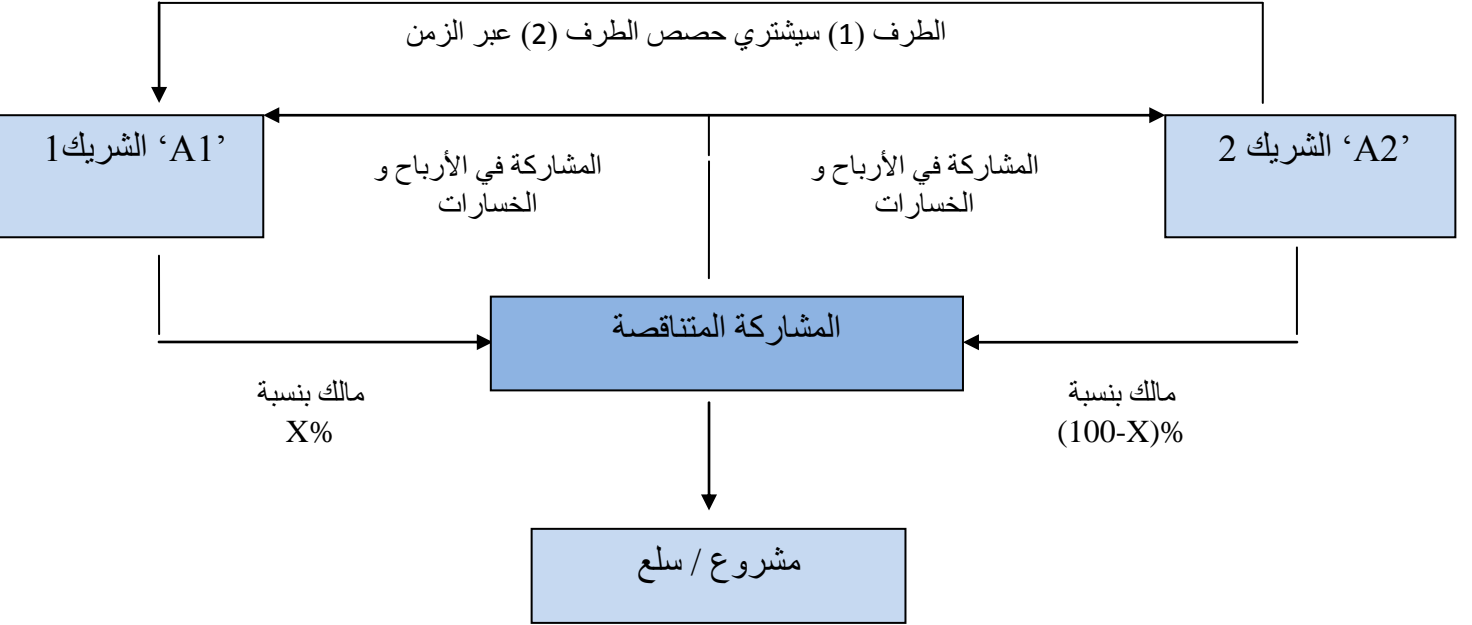 الطرف (1) سيشتري حصص الطرف (2) عبر الزمن
’A2‘ الشريك 2
’A1‘ الشريك1
المشاركة في الأرباح و
الخسارات
المشاركة في الأرباح و
الخسارات
المشاركة المتناقصة
مالك بنسبة
(100-X)%
مالك بنسبة
X%
مشروع / سلع